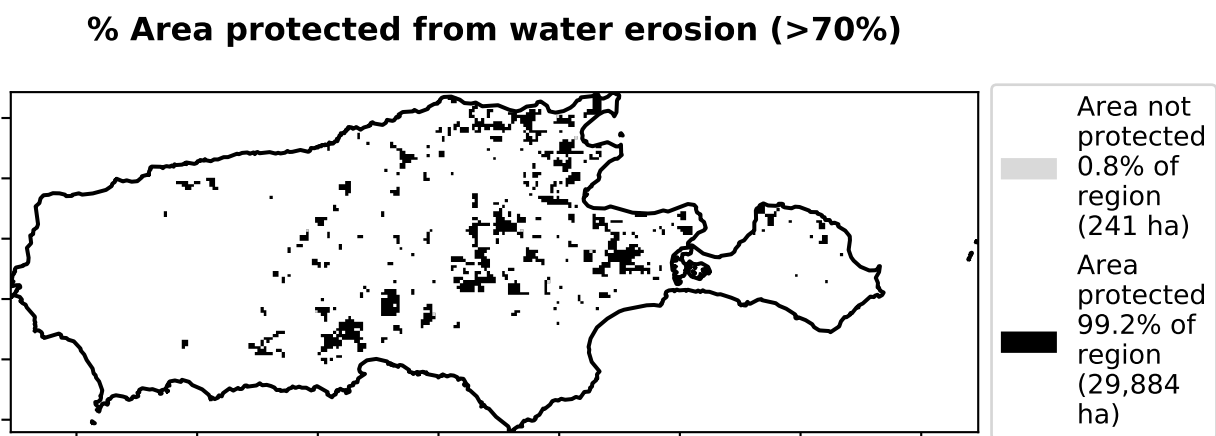 % Area protected from water erosion (>70%)
Area not
protected
0.8% of
region
(241 ha)
Area
protected
99.2% of
region
(29,884
ha)